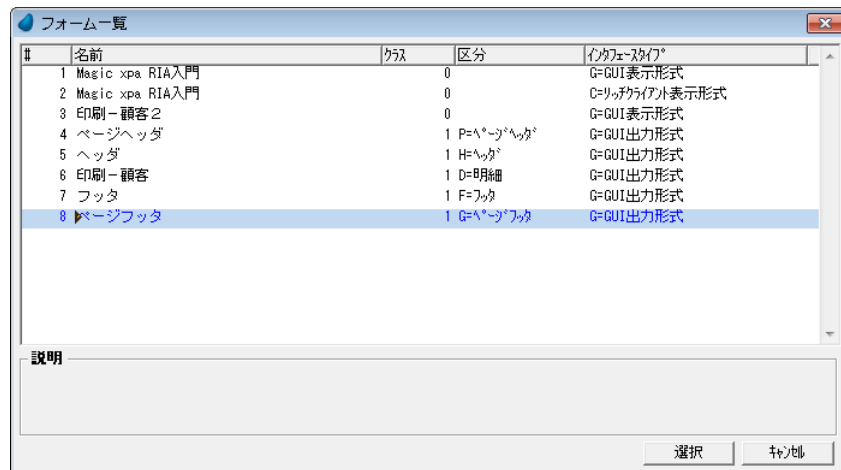 フォーム一覧
# 名前 クラス 区分 インタフェースタイプ
1 Magic xpa RIA入門 0 G=GUI表示形式
2 Magic xpa RIA入門 0 C=リッチクライアント表示形式
3 印刷－顧客２ 0 G=GUI表示形式
4 ページヘッダ 1 P=ページヘッダ G=GUI出力形式
5 ヘッダ 1 H=ヘッダ G=GUI出力形式
6 印刷－顧客 1 D=明細 G=GUI出力形式
7 フッタ 1 F=フッタ G=GUI出力形式
8 ページフッタ 1 G=ページフッタ G=GUI出力形式
説明
選択 キャンセル